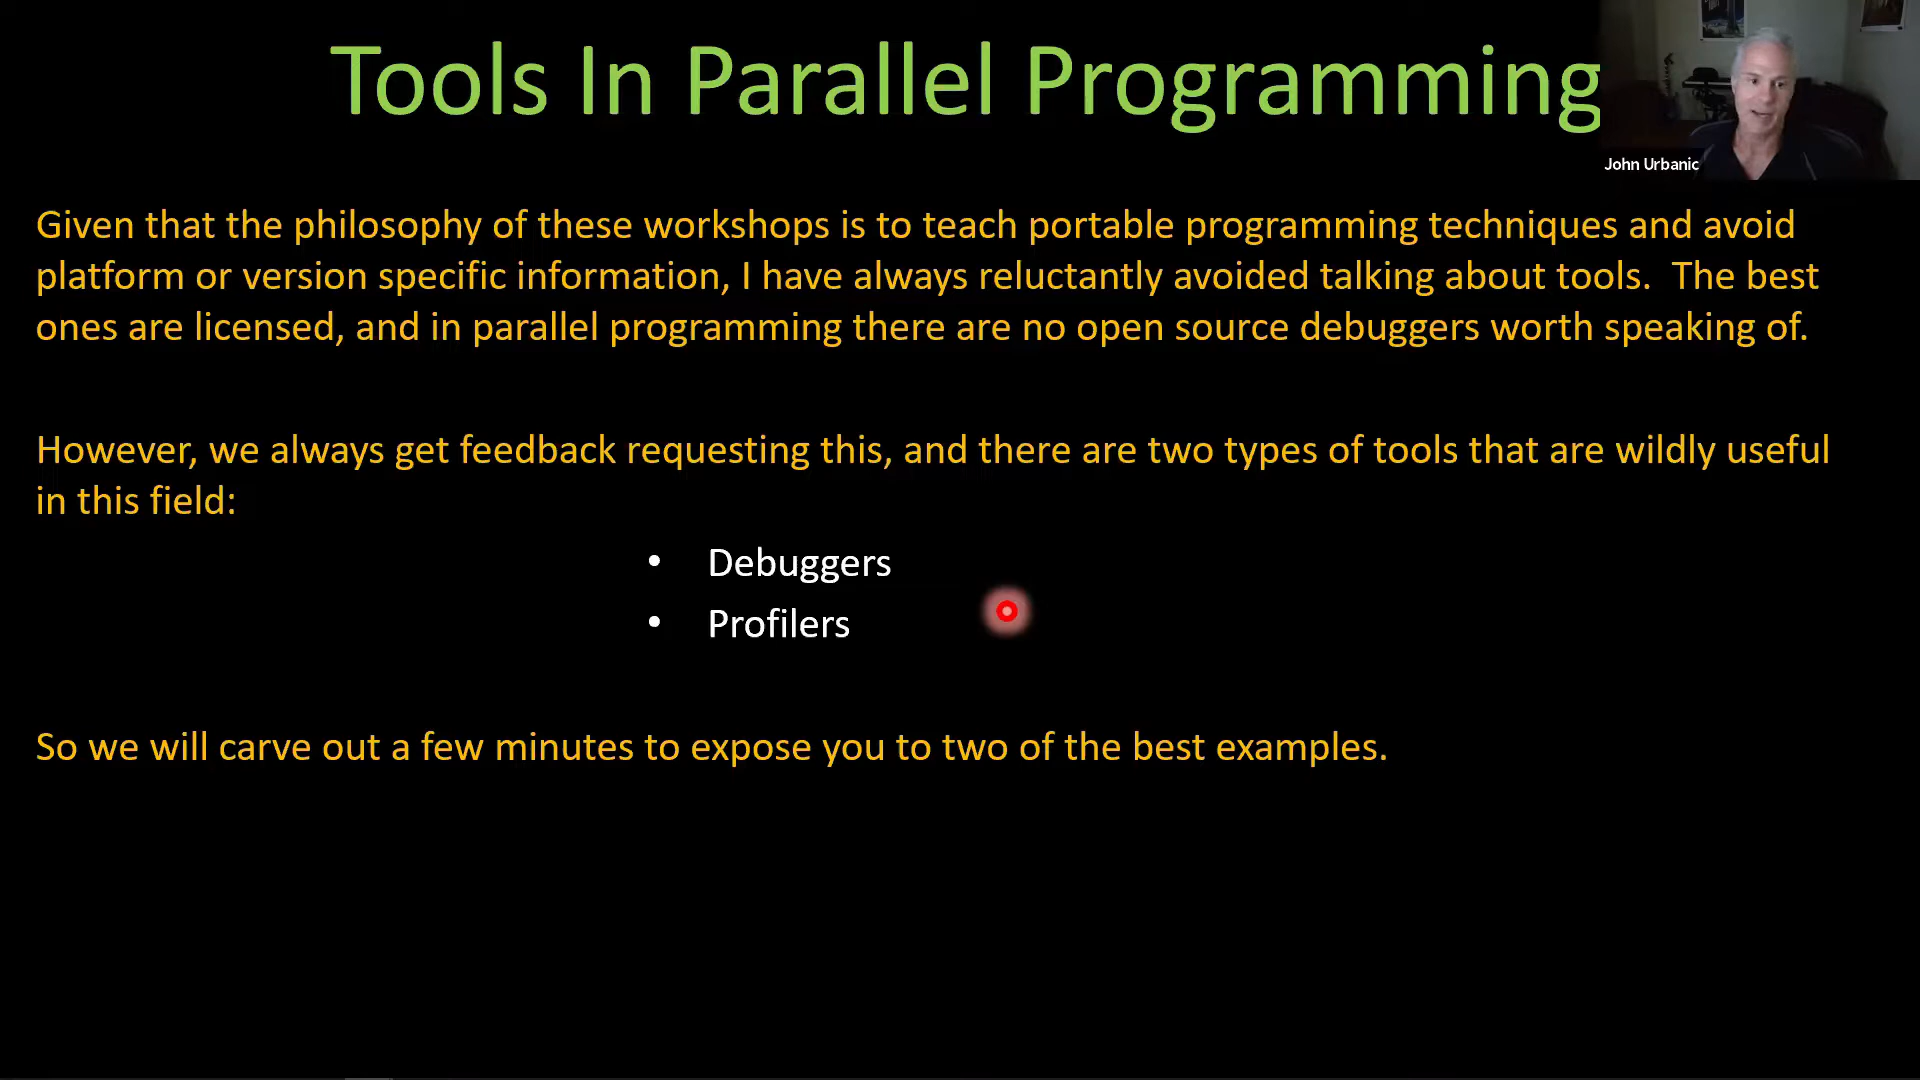 Tools In Parallel Programming
John Urbanic
Given that the philosophy of these workshops is to teach portable programming techniques and avoid
platform or version specific information, I have always reluctantly avoided talking about tools.  The best
ones are licensed, and in parallel programming there are no open source debuggers worth speaking of.
However, we always get feedback requesting this, and there are two types of tools that are wildly useful
in this field:
• Debuggers
• Profilers
So we will carve out a few minutes to expose you to two of the best examples.